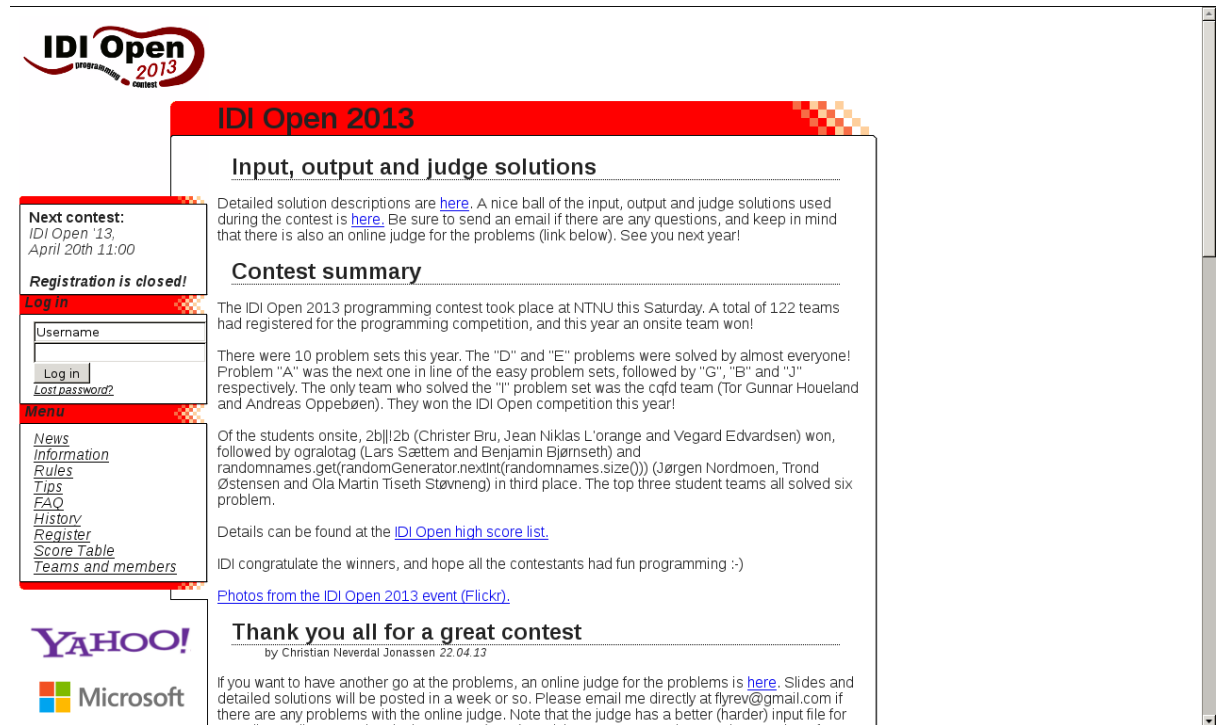 IDI Open
programming
2013
contest
IDI Open 2013
Input, output and judge solutions
Detailed solution descriptions are here. A nice ball of the input, output and judge solutions used
during the contest is here. Be sure to send an email if there are any questions, and keep in mind
that there is also an online judge for the problems (link below). See you next year!
Next contest:
IDI Open '13,
April 20th 11:00
Registration is closed!
Log in
Username
Log in
Lost password?
Menu
News
Information
Rules
Tips
FAQ
History
Register
Score Table
Teams and members
YAHOO!
Microsoft
Contest summary
The IDI Open 2013 programming contest took place at NTNU this Saturday. A total of 122 teams
had registered for the programming competition, and this year an onsite team won!
There were 10 problem sets this year. The "D" and "E" problems were solved by almost everyone!
Problem "A" was the next one in line of the easy problem sets, followed by "G", "B" and "J"
respectively. The only team who solved the "I" problem set was the cqfd team (Tor Gunnar Houeland
and Andreas Oppebøen). They won the IDI Open competition this year!
Of the students onsite, 2b||!2b (Christer Bru, Jean Niklas L'orange and Vegard Edvardsen) won,
followed by ogralotag (Lars Sættem and Benjamin Bjørnseth) and
randomnames.get(randomGenerator.nextInt(randomnames.size())) (Jørgen Nordmoen, Trond
Østensen and Ola Martin Tiseth Støvneng) in third place. The top three student teams all solved six
problem.
Details can be found at the IDI Open high score list.
IDI congratulate the winners, and hope all the contestants had fun programming :-)
Photos from the IDI Open 2013 event (Flickr).
Thank you all for a great contest
by Christian Neverdal Jonassen 22.04.13
If you want to have another go at the problems, an online judge for the problems is here. Slides and
detailed solutions will be posted in a week or so. Please email me directly at flyrev@gmail.com if
there are any problems with the online judge. Note that the judge has a better (harder) input file for